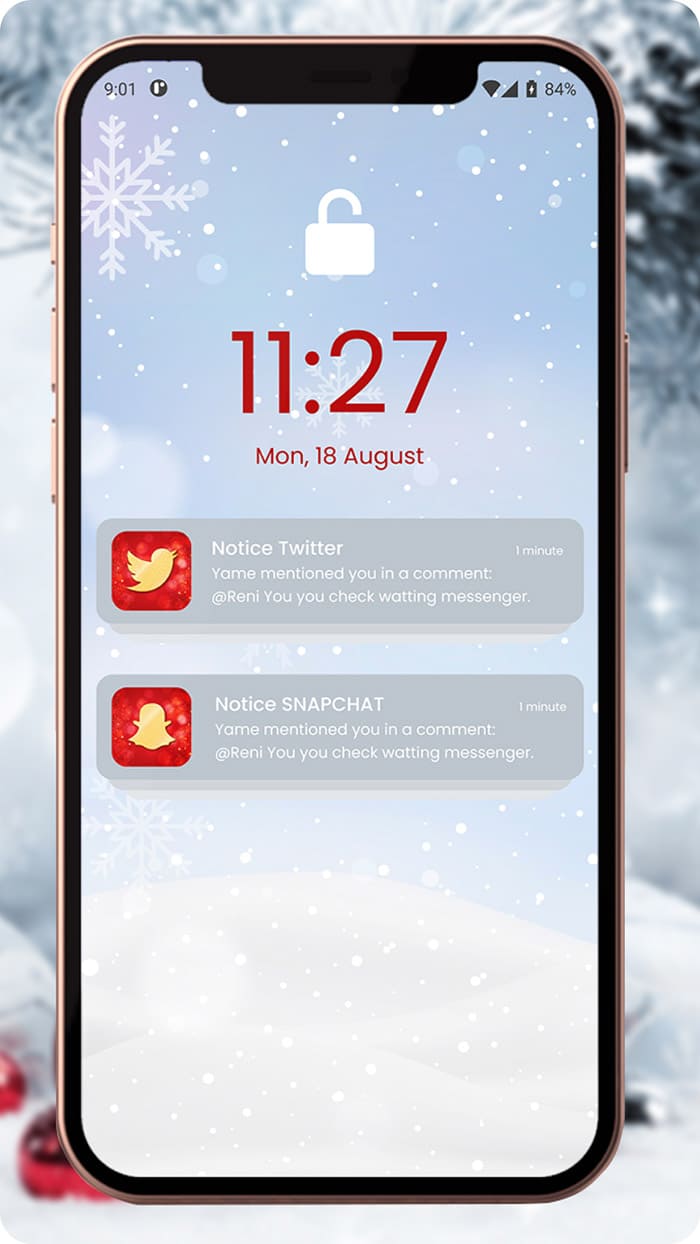 9:01 84%
11:27
Mon, 18 August
Notice Twitter 1 minute
Yame mentioned you in a comment:
@Reni You you check watting messenger.
Notice SNAPCHAT 1 minute
Yame mentioned you in a comment:
@Reni You you check watting messenger.